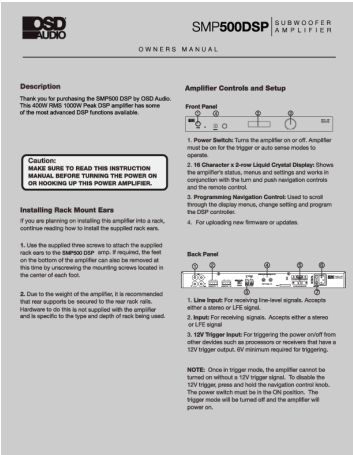 OSD
AUDIO
SMP500DSP
SUBWOOFER
AMPLIFIER
OWNERS MANUAL
Description
Thank you for purchasing the SMP500 DSP by OSD Audio.
This 400W RMS 1000W Peak DSP amplifier has some
of the most advanced DSP functions available.
Caution:
MAKE SURE TO READ THIS INSTRUCTION
MANUAL BEFORE TURNING THE POWER ON
OR HOOKING UP THIS POWER AMPLIFIER.
Installing Rack Mount Ears
If you are planning on installing this amplifier into a rack,
continue reading how to install the supplied rack ears.
1. Use the supplied three screws to attach the supplied
rack ears to the SMP500 DSP amp. If required, the feet
on the bottom of the amplifier can also be removed at
this time by unscrewing the mounting screws located in
the center of each foot.
2. Due to the weight of the amplifier, it is recommended
that rear supports be secured to the rear rack rails.
Hardware to do this is not supplied with the amplifier
and is specific to the type and depth of rack being used.
Amplifier Controls and Setup
Front Panel
1 4 2 3
1. Power Switch: Turns the amplifier on or off. Amplifier
must be on for the trigger or auto sense modes to
operate.
2. 16 Character x 2-row Liquid Crystal Display: Shows
the amplifier's status, menus and settings and works in
conjunction with the turn and push navigation controls
and the remote control.
3. Programming Navigation Control: Used to scroll
through the display menus, change setting and program
the DSP controller.
4. For uploading new firmware or updates.
Back Panel
1. Line Input: For receiving line-level signals. Accepts
either a stereo or LFE signal.
2. Input: For receiving signals. Accepts either a stereo
or LFE signal
3. 12V Trigger Input: For triggering the power on/off from
other devices such as processors or receivers that have a
12V trigger output. 6V minimum required for triggering.
NOTE: Once in trigger mode, the amplifier cannot be
turned on without a 12V trigger signal. To disable the
12V trigger, press and hold the navigation control knob.
The power switch must be in the ON position. The
trigger mode will be turned off and the amplifier will
power on.